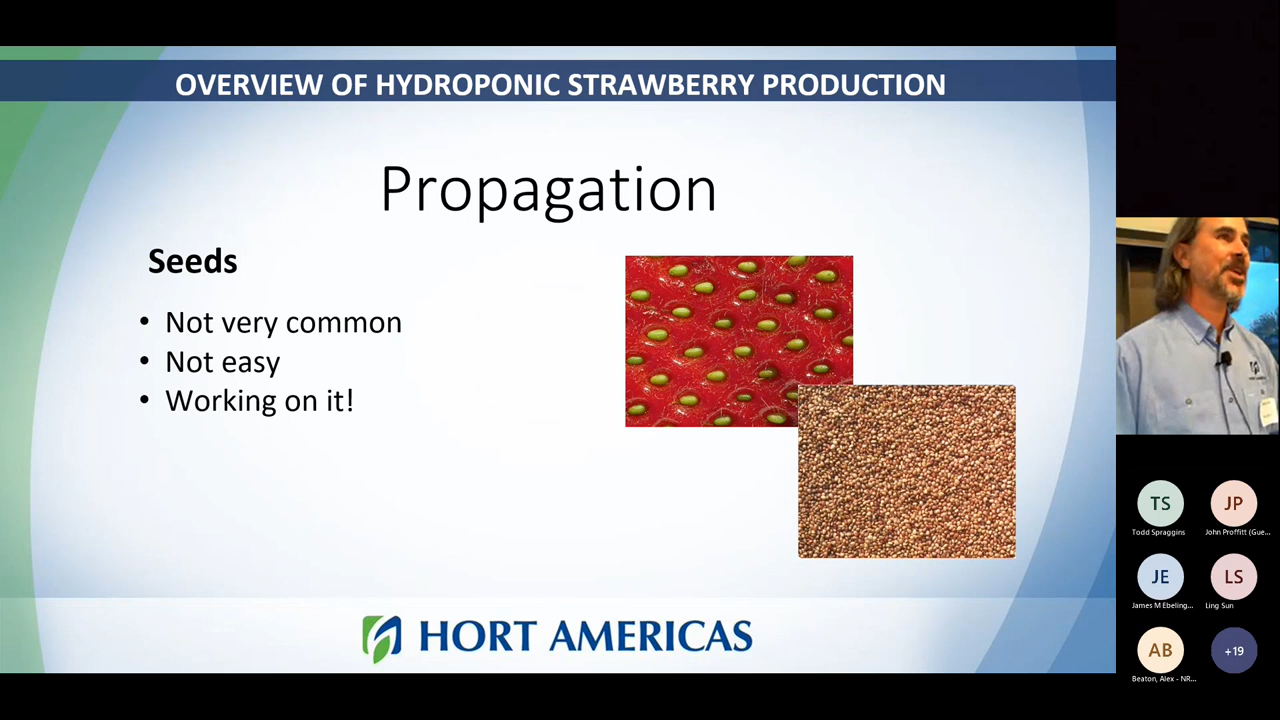 OVERVIEW OF HYDROPONIC STRAWBERRY PRODUCTION
Propagation
Seeds
• Not very common
• Not easy
• Working on it!
HORT AMERICAS
TS
JP
Todd Spraggins
John Proffitt (Gue...
JE
LS
James M Ebeling...
Ling Sun
AB
+19
Beaton, Alex - NR...